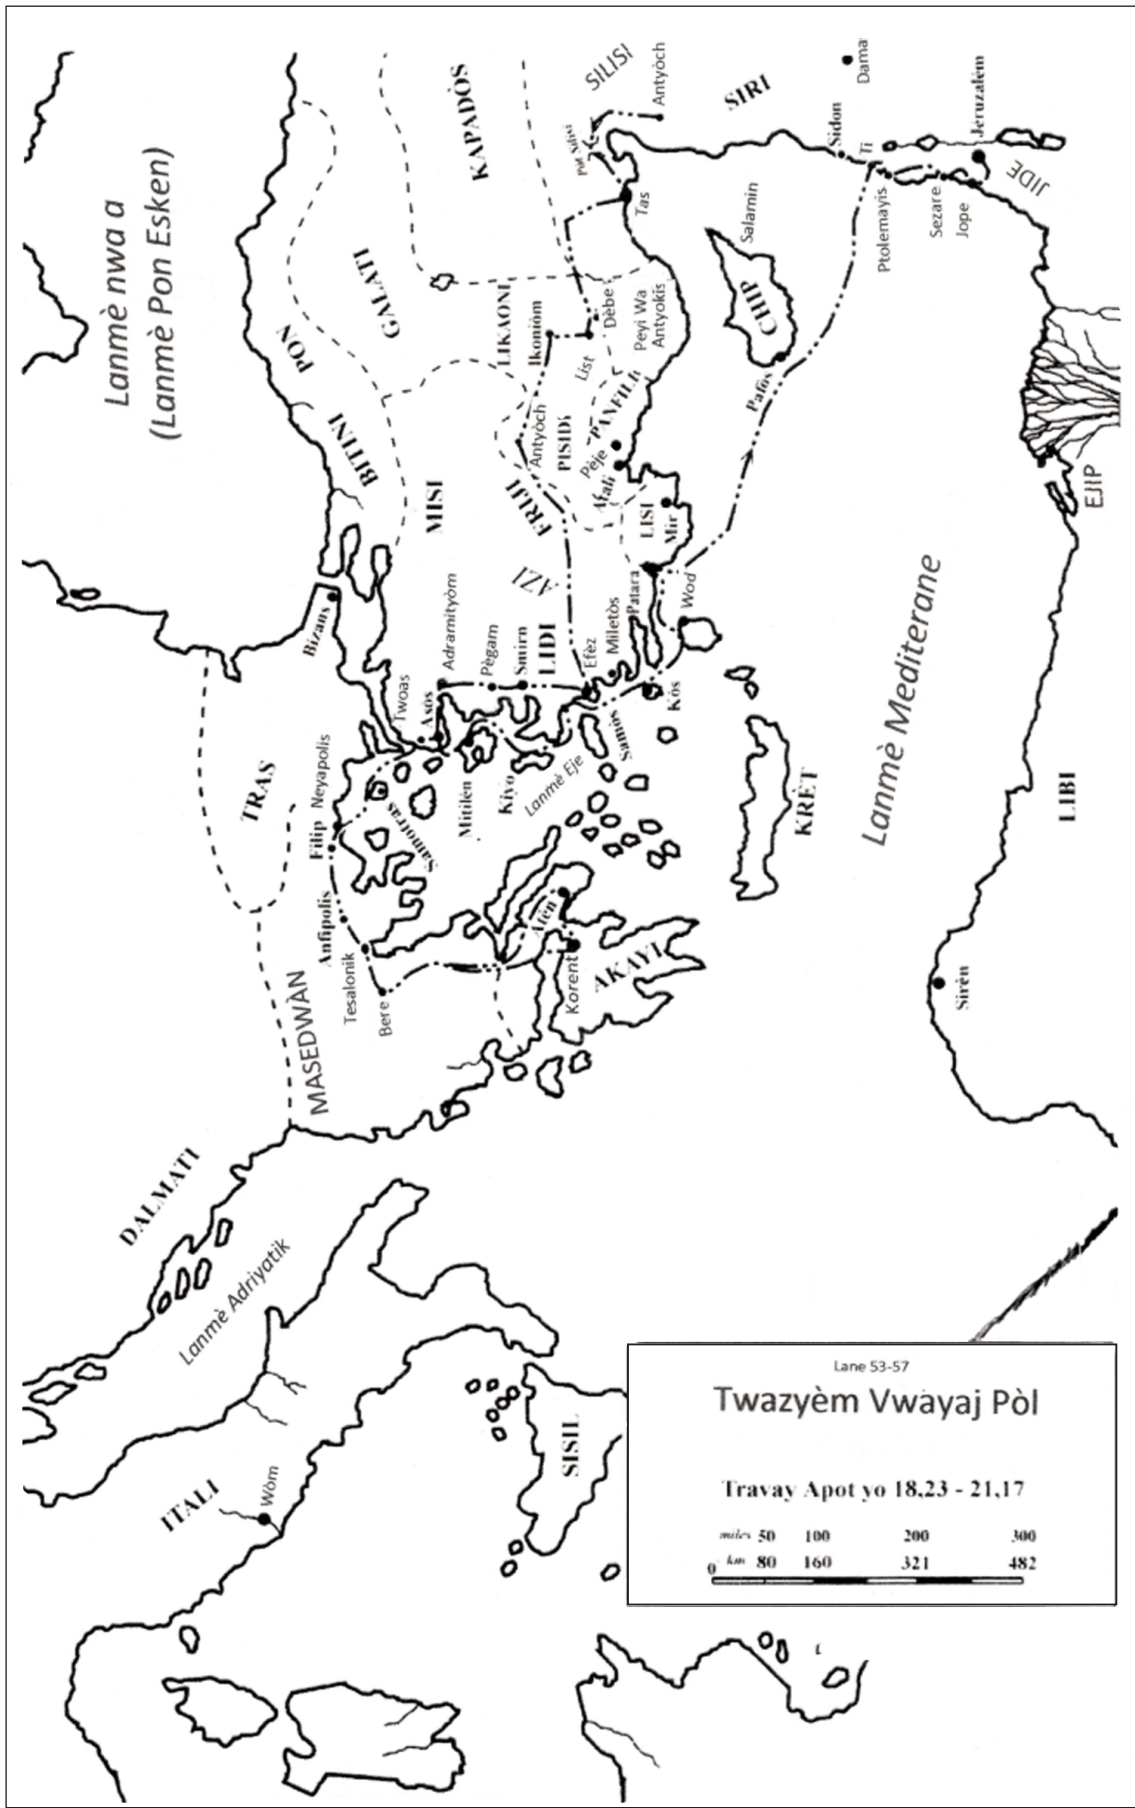 Lanmè nwa a
(Lanmè Pon Esken)
SILISI
Antyòch
SIRI
Dama
KAPADÒS
Sidon
Ti
Jeruzalèm
JIDE
Tas
Salamin
Ptolemayis
Sezare
Jope
GALATI
PON
LIKAONI
Ikoniòm
Dèbe
Peyi Wa
Antyokis
List
CHIP
Pafòs
BITINI
MISI
Antyòch
PISIDI
PANFILI
Pèje
Atali
FRIJI
LISI
Mir
EJIP
AZI
Patara
Wod
Bizans
Adramityòm
Pègam
Smirn
LIDI
Efèz
Milètòs
Kòs
Twoas
Asòs
Samòs
Lanmè Mediterane
TRAS
Neyapolis
Filip
Samotras
Mitilèn
Kiyo
Lanmè Eje
KRÈT
LIBI
Anfipolis
Tesalonik
Bere
Atèn
Korent
AKAYI
Sirèn
MASEDWÀN
DALMATI
Lanmè Adriyatik
ITALI
Wòm
SISIL
Lane 53-57
Twazyèm Vwayaj Pòl
Travay Apot yo 18,23 - 21,17
miles 50 100 200 300
0 km 80 160 321 482